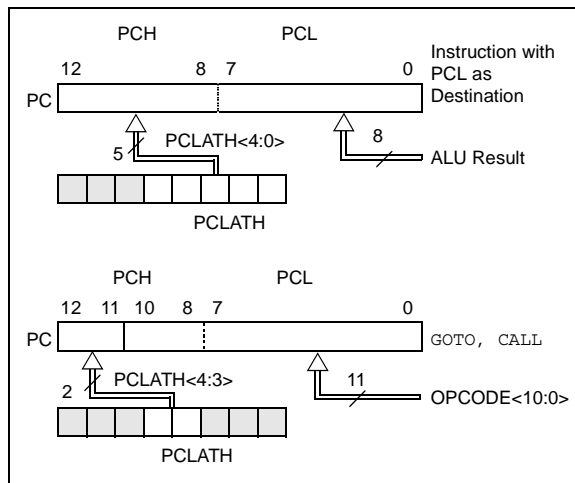 PCH PCL
12 8 7 0
Instruction with
PCL as
Destination
PC
PCLATH<4:0>
5
8
ALU Result
PCLATH
PCH PCL
12 11 10 8 7 0
PC
GOTO, CALL
PCLATH<4:3>
2
11
OPCODE<10:0>
PCLATH